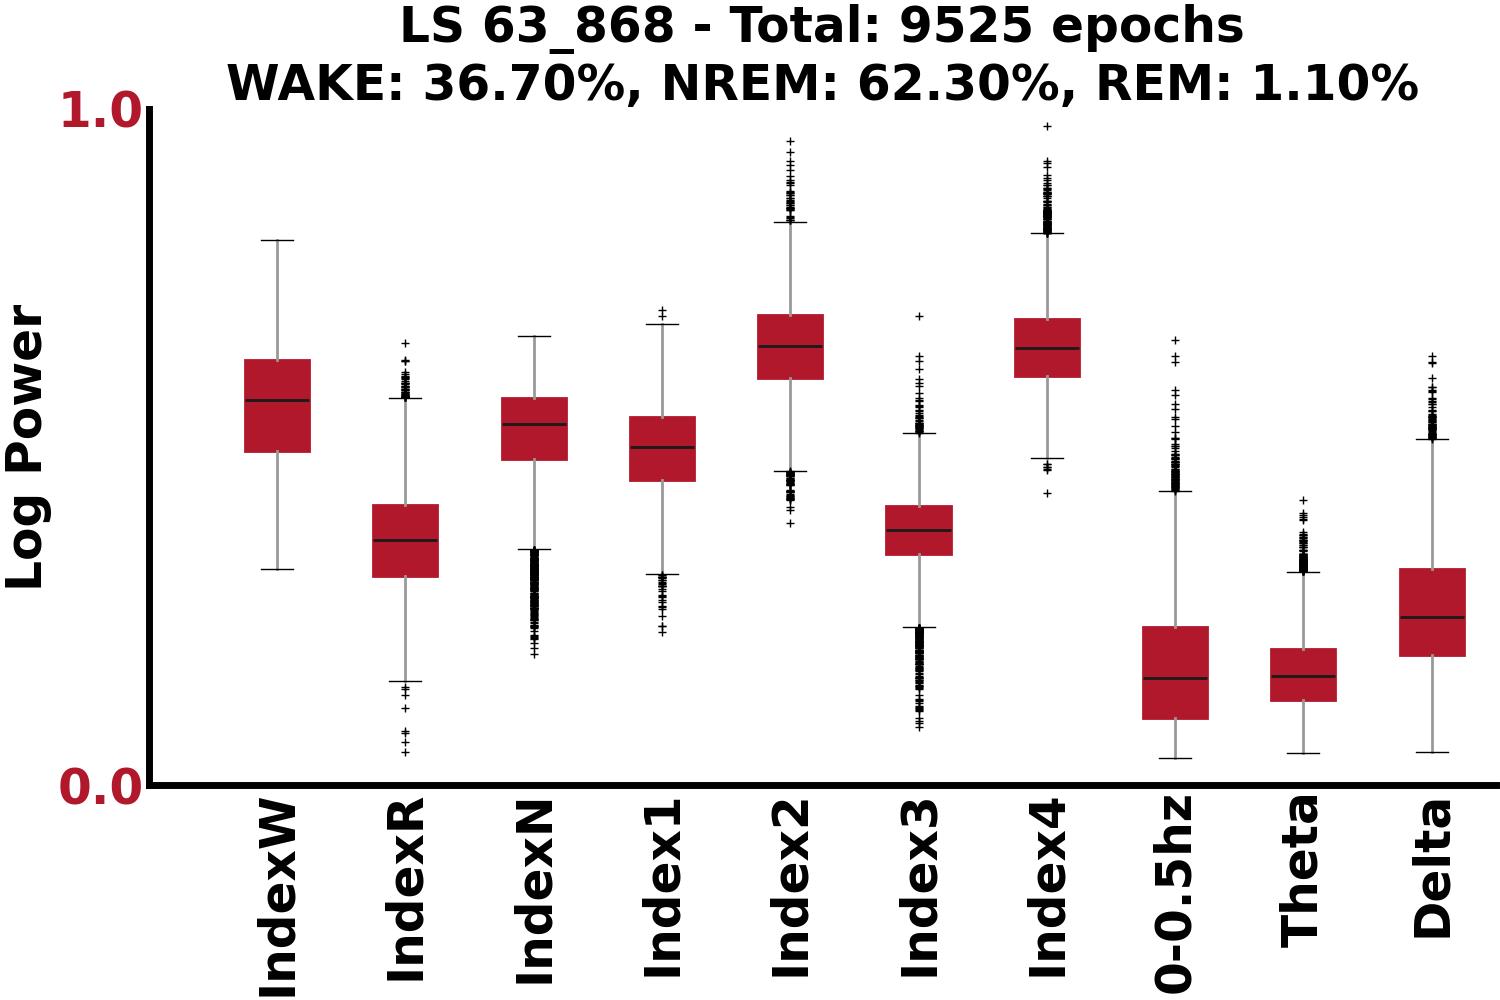 LS 63_868 - Total: 9525 epochs
WAKE: 36.70%, NREM: 62.30%, REM: 1.10%
1.0
Log Power
0.0
IndexW
IndexR
IndexN
Index1
Index2
Index3
Index4
0-0.5hz
Theta
Delta